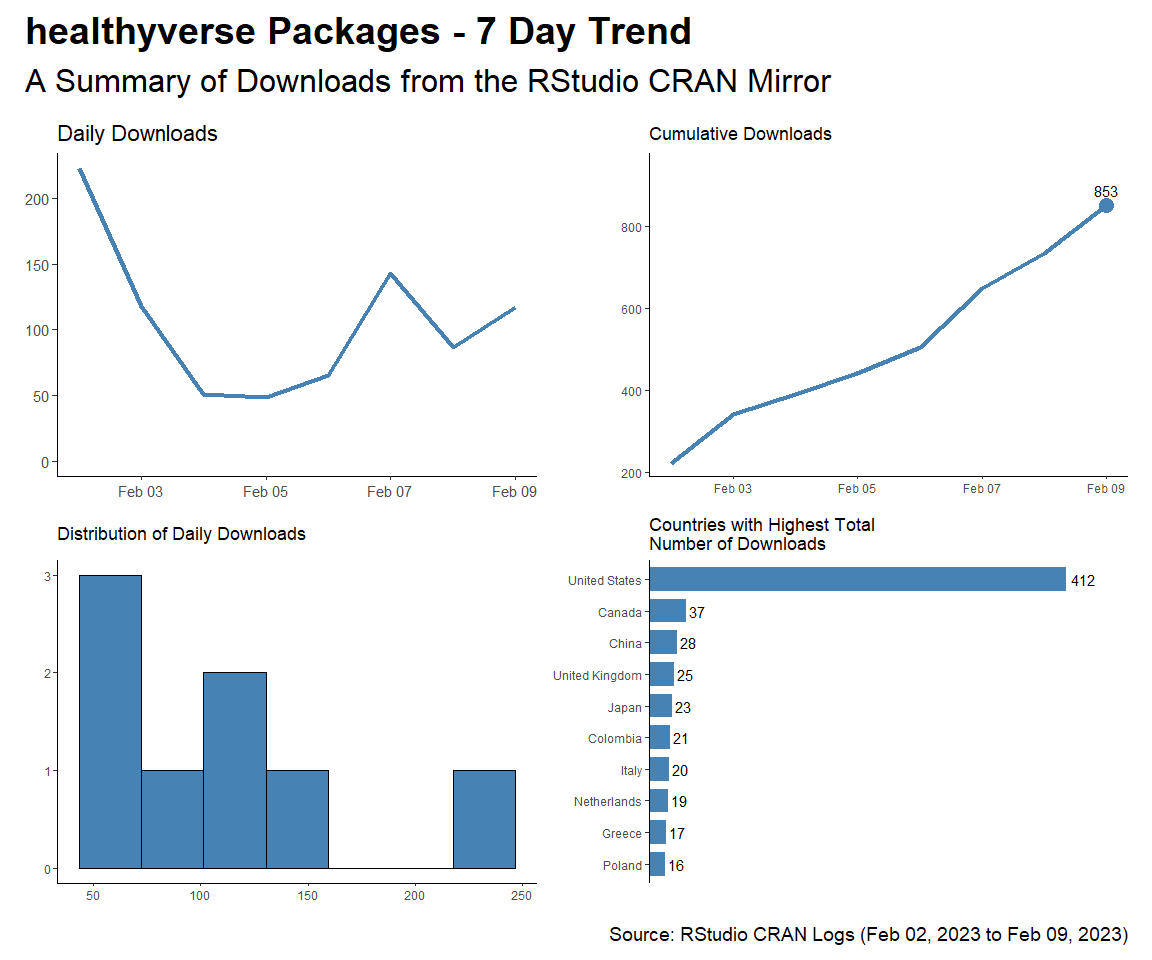 healthyverse Packages - 7 Day Trend
A Summary of Downloads from the RStudio CRAN Mirror
Daily Downloads
200
150
100
50
0
Feb 03
Feb 05
Feb 07
Feb 09
Cumulative Downloads
853
800
600
400
200
Feb 03
Feb 05
Feb 07
Feb 09
Distribution of Daily Downloads
3
2
1
0
50
100
150
200
250
Countries with Highest Total
Number of Downloads
United States 412
Canada 37
China 28
United Kingdom 25
Japan 23
Colombia 21
Italy 20
Netherlands 19
Greece 17
Poland 16
Source: RStudio CRAN Logs (Feb 02, 2023 to Feb 09, 2023)